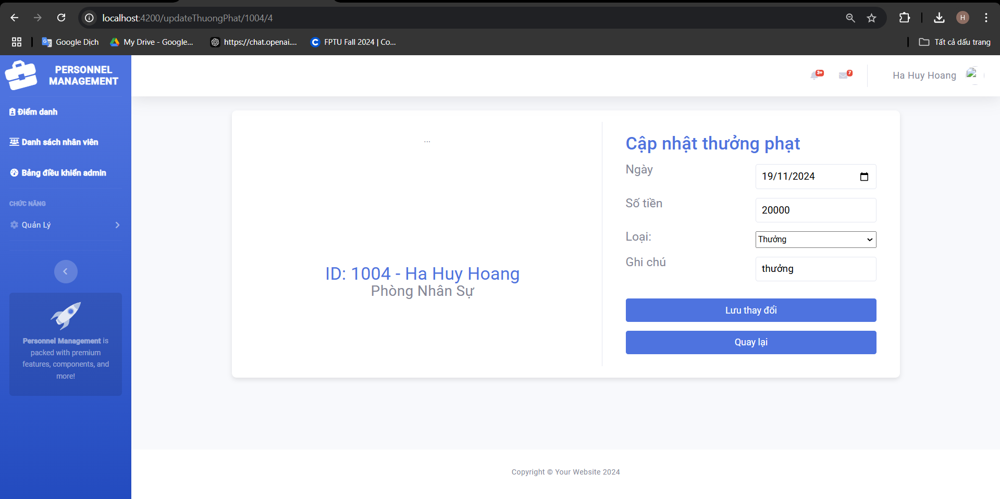 localhost:4200/updateThuongPhat/1004/4
H
Google Dịch
My Drive - Google...
https://chat.openai....
FPTU Fall 2024 | Co...
Tất cả dấu trang
PERSONNEL
MANAGEMENT
3+
7
Ha Huy Hoang
Điểm danh
Danh sách nhân viên
Bảng điều khiển admin
CHỨC NĂNG
Quản Lý
Personnel Management is
packed with premium
features, components, and
more!
...
ID: 1004 - Ha Huy Hoang
Phòng Nhân Sự
Cập nhật thưởng phạt
Ngày
19/11/2024
Số tiền
20000
Loại:
Thưởng
Ghi chú
thưởng
Lưu thay đổi
Quay lại
Copyright © Your Website 2024